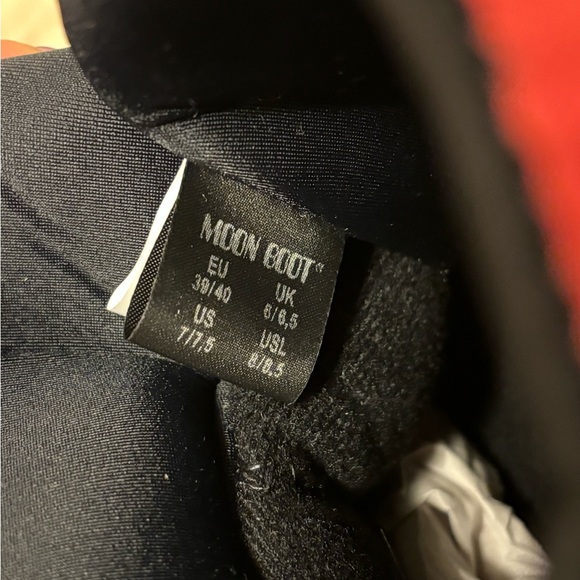 MOON BOOT®
EU UK
39/40 6/6,5
US USL
7/7,5 8/8,5